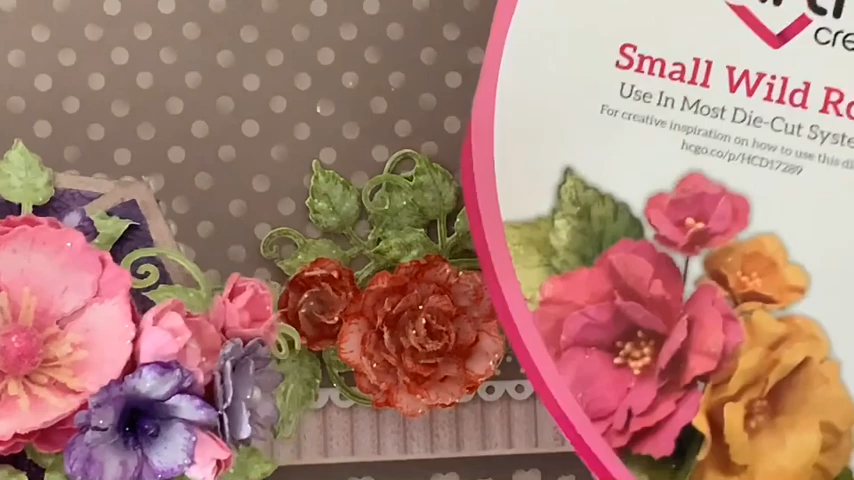 cre
Small Wild Ro
Use In Most Die-Cut Syste
For creative inspiration on how to use this di
hcgo.co/p/HCD17289